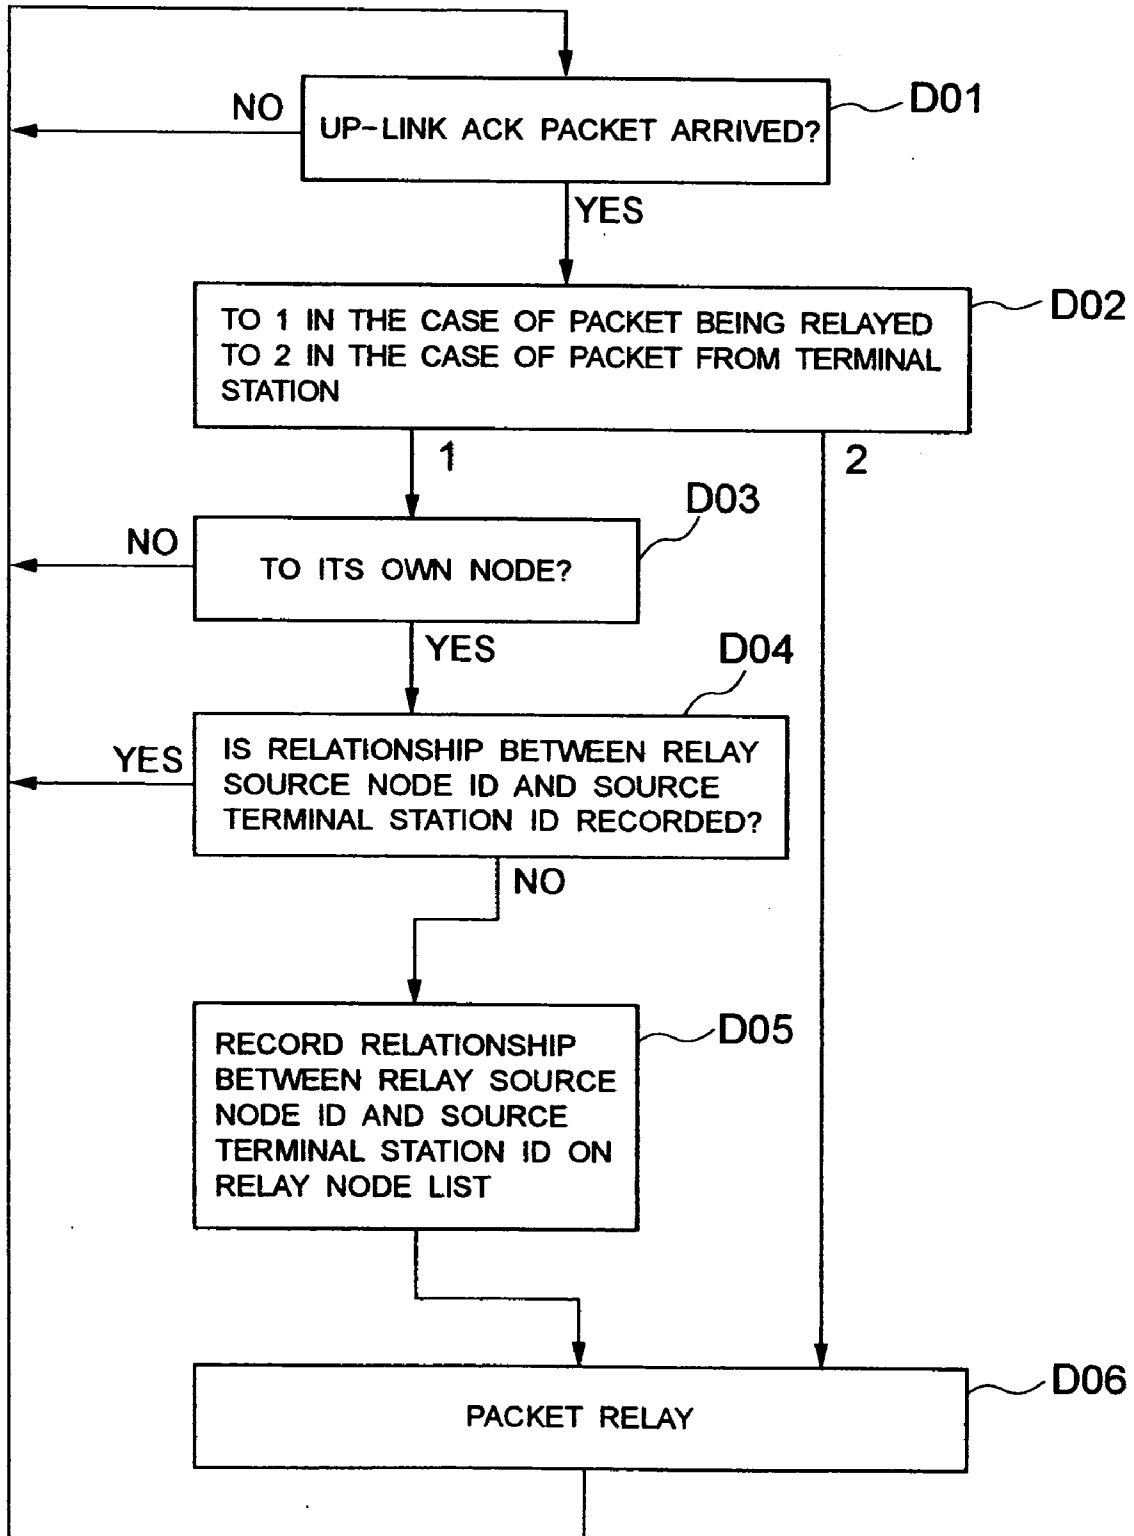 NO
UP-LINK ACK PACKET ARRIVED?
D01
YES
TO 1 IN THE CASE OF PACKET BEING RELAYED
TO 2 IN THE CASE OF PACKET FROM TERMINAL
STATION
D02
1
2
D03
NO
TO ITS OWN NODE?
YES
D04
YES
IS RELATIONSHIP BETWEEN RELAY
SOURCE NODE ID AND SOURCE
TERMINAL STATION ID RECORDED?
NO
D05
RECORD RELATIONSHIP
BETWEEN RELAY SOURCE
NODE ID AND SOURCE
TERMINAL STATION ID ON
RELAY NODE LIST
D06
PACKET RELAY